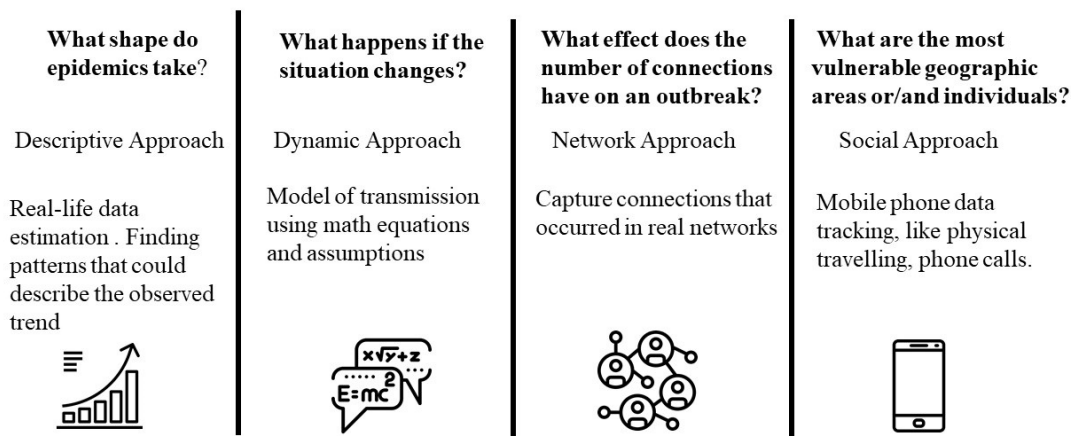 What shape do
epidemics take?
Descriptive Approach
Real-life data
estimation . Finding
patterns that could
describe the observed
trend
What happens if the
situation changes?
Dynamic Approach
Model of transmission
using math equations
and assumptions
x√y+z
E=mc²
What effect does the
number of connections
have on an outbreak?
Network Approach
Capture connections that
occurred in real networks
What are the most
vulnerable geographic
areas or/and individuals?
Social Approach
Mobile phone data
tracking, like physical
travelling, phone calls.